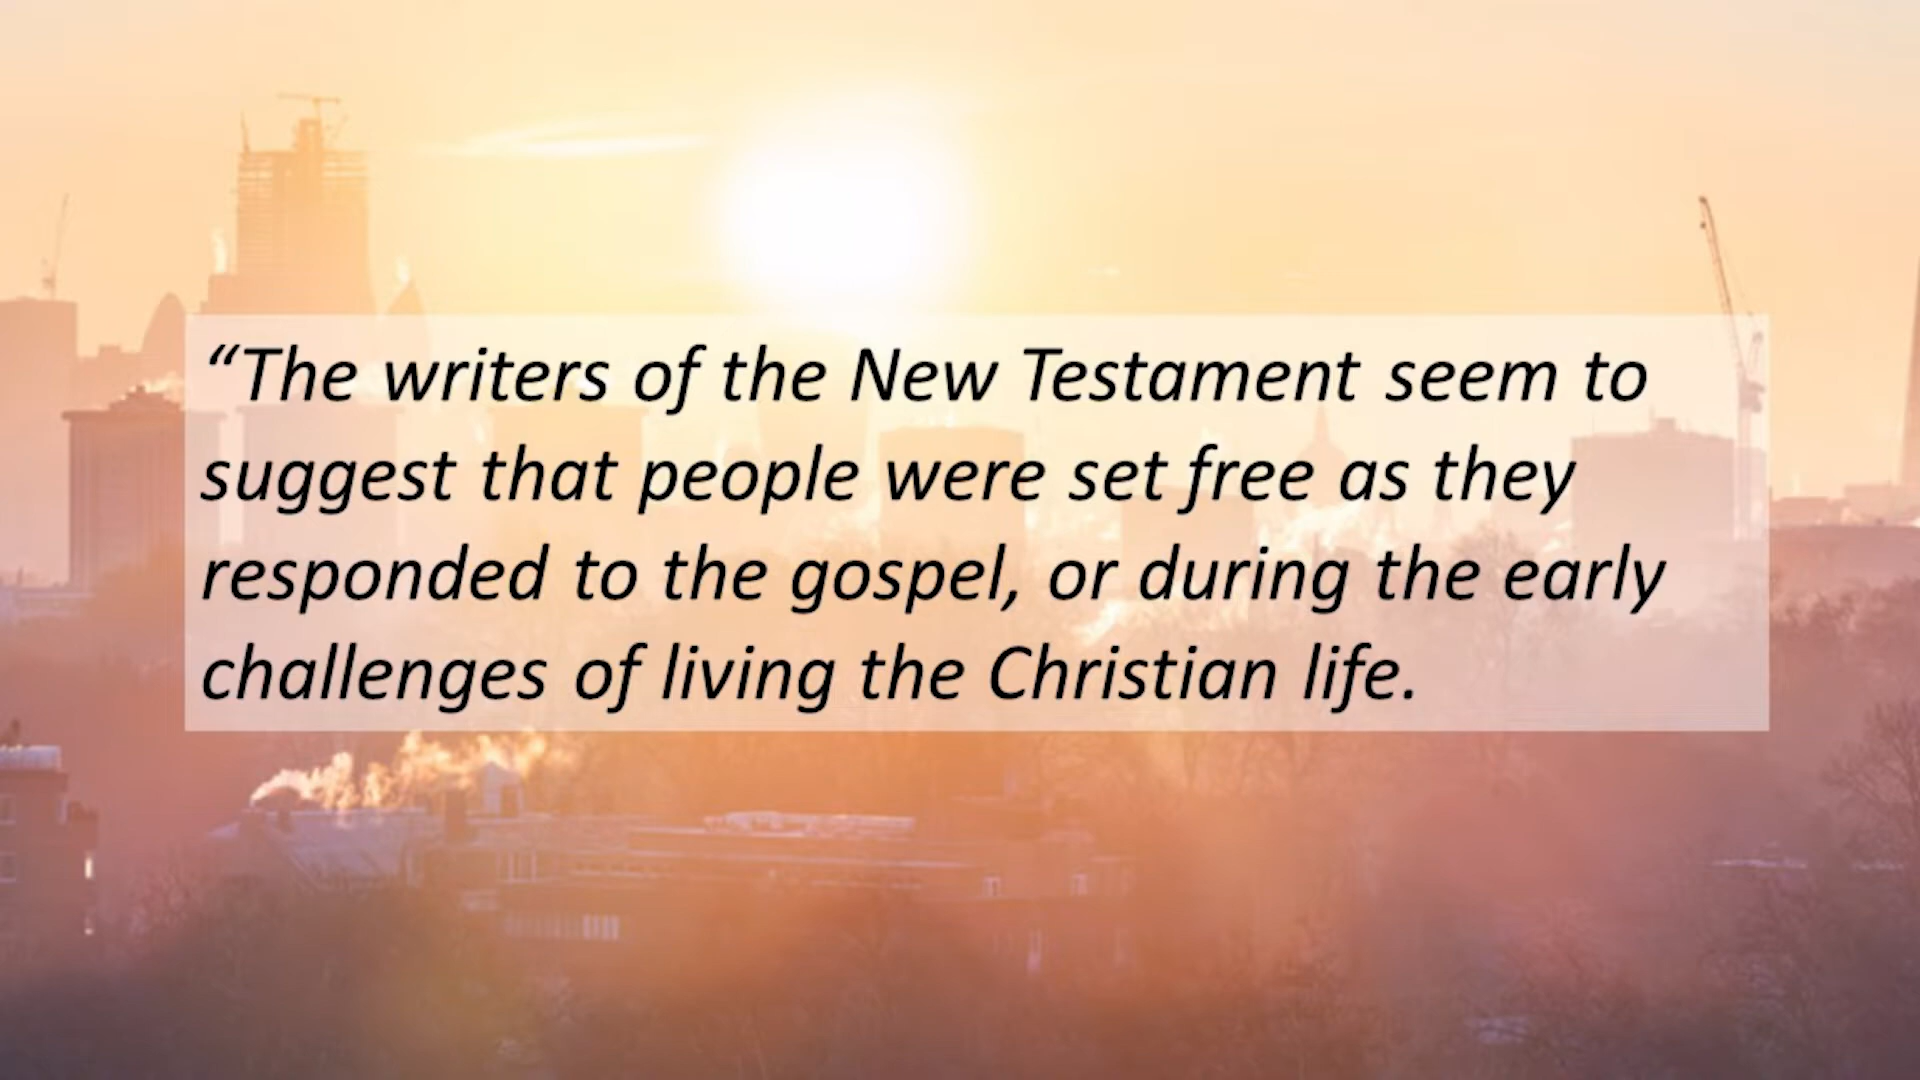 “The writers of the New Testament seem to
suggest that people were set free as they
responded to the gospel, or during the early
challenges of living the Christian life.